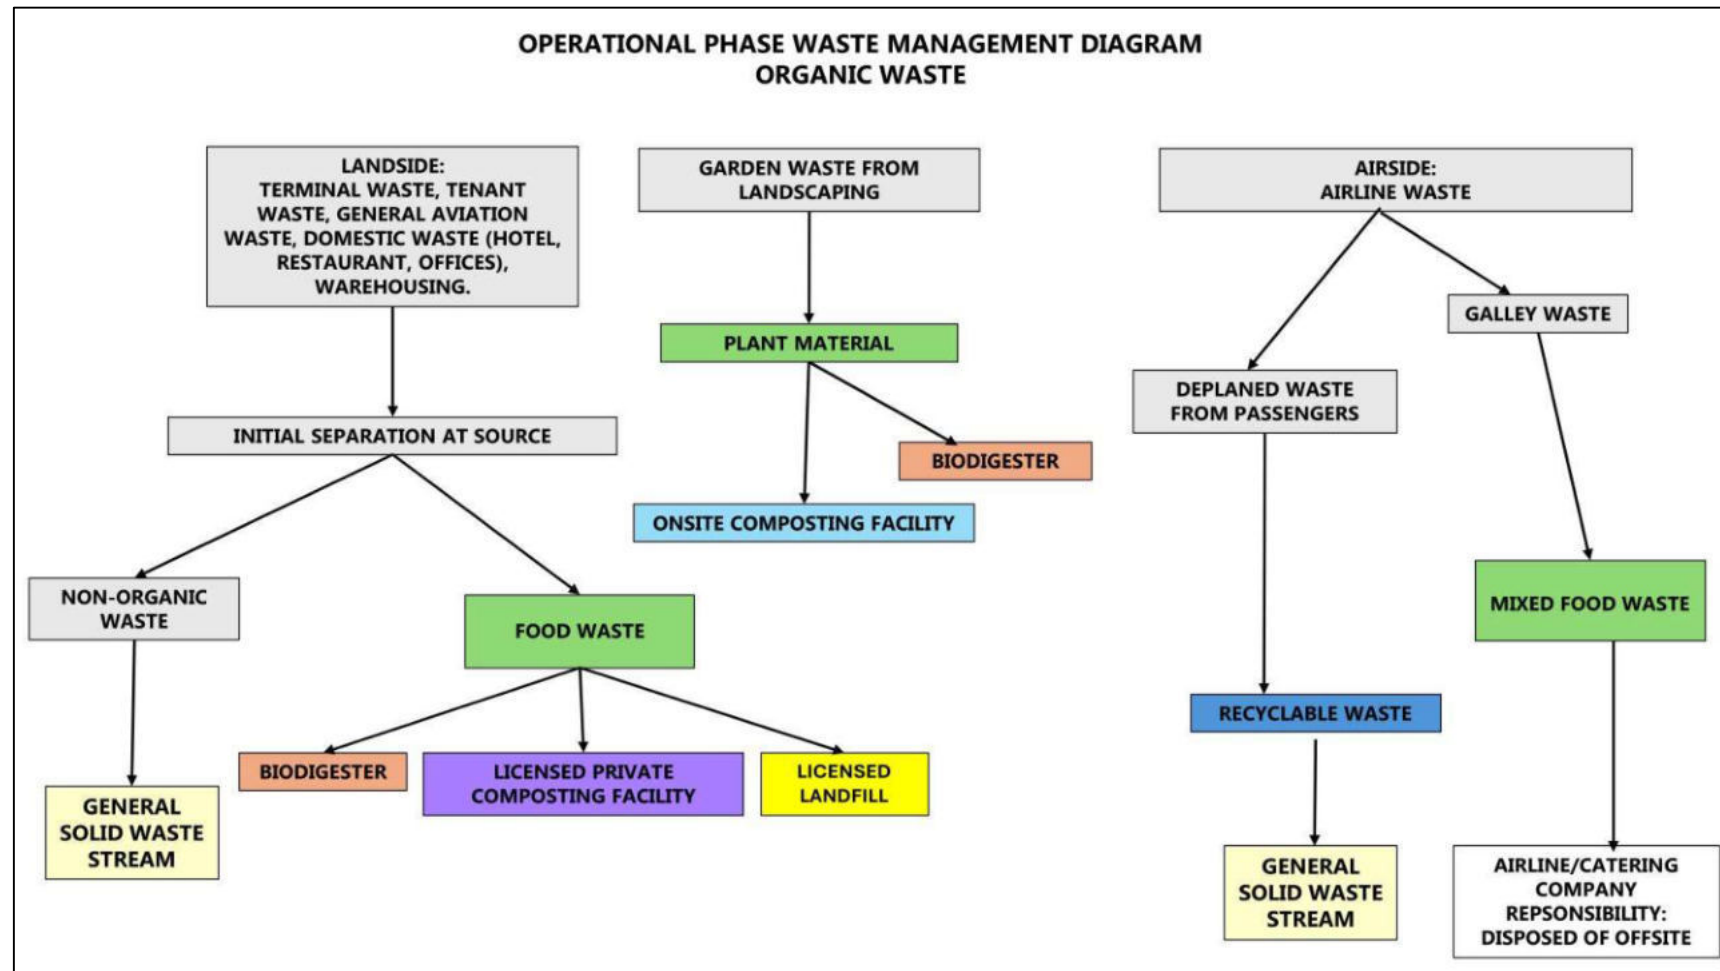 OPERATIONAL PHASE WASTE MANAGEMENT DIAGRAM
ORGANIC WASTE
LANDSIDE:
TERMINAL WASTE, TENANT
WASTE, GENERAL AVIATION
WASTE, DOMESTIC WASTE (HOTEL,
RESTAURANT, OFFICES),
WAREHOUSING.
INITIAL SEPARATION AT SOURCE
NON-ORGANIC
WASTE
GENERAL
SOLID WASTE
STREAM
FOOD WASTE
BIODIGESTER
LICENSED PRIVATE
COMPOSTING FACILITY
LICENSED
LANDFILL
GARDEN WASTE FROM
LANDSCAPING
PLANT MATERIAL
BIODIGESTER
ONSITE COMPOSTING FACILITY
AIRSIDE:
AIRLINE WASTE
DEPLANED WASTE
FROM PASSENGERS
RECYCLABLE WASTE
GENERAL
SOLID WASTE
STREAM
GALLEY WASTE
MIXED FOOD WASTE
AIRLINE/CATERING
COMPANY
REPSONSIBILITY:
DISPOSED OF OFFSITE